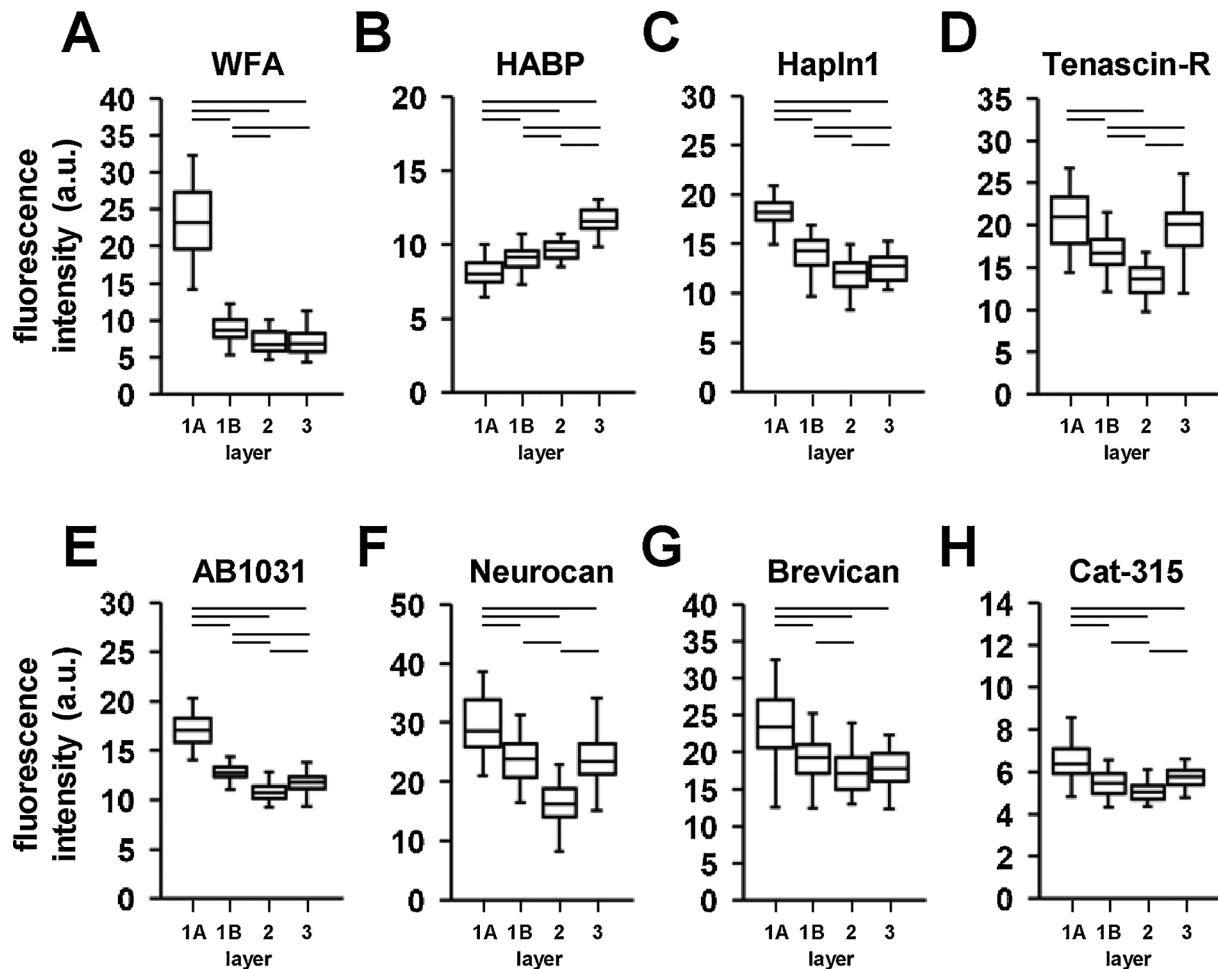 A
WFA
fluorescence
intensity (a.u.)
40
35
30
25
20
15
10
5
0
1A 1B 2 3
layer
B
HABP
20
15
10
5
0
1A 1B 2 3
layer
C
Hapln1
30
25
20
15
10
5
0
1A 1B 2 3
layer
D
Tenascin-R
35
30
25
20
15
10
5
0
1A 1B 2 3
layer
E
AB1031
fluorescence
intensity (a.u.)
30
25
20
15
10
5
0
1A 1B 2 3
layer
F
Neurocan
50
40
30
20
10
0
1A 1B 2 3
layer
G
Brevican
40
35
30
25
20
15
10
5
0
1A 1B 2 3
layer
H
Cat-315
14
12
10
8
6
4
2
0
1A 1B 2 3
layer